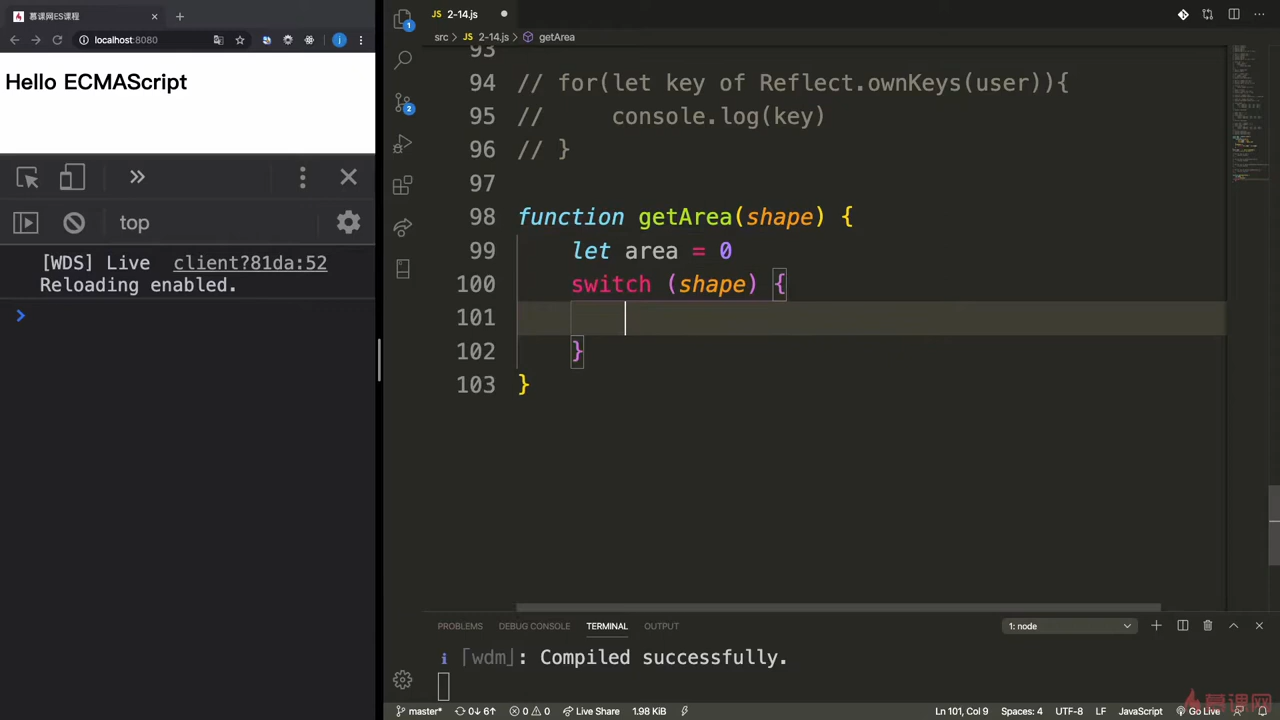 慕课网ES课程
localhost:8080
Hello ECMAScript
top
[WDS] Live client?81da:52
Reloading enabled.
2-14.js
src > 2-14.js > getArea
93
94 // for(let key of Reflect.ownKeys(user)){
95 //     console.log(key)
96 // }
97
98 function getArea(shape) {
99     let area = 0
100     switch (shape) {
101
102     }
103 }
PROBLEMS DEBUG CONSOLE TERMINAL OUTPUT 1: node
i ⌈wdm⌋: Compiled successfully.
master* 0↓ 6↑ 0 0 Live Share 1.98 KiB Ln 101, Col 9 Spaces: 4 UTF-8 LF JavaScript Go Live
慕课网